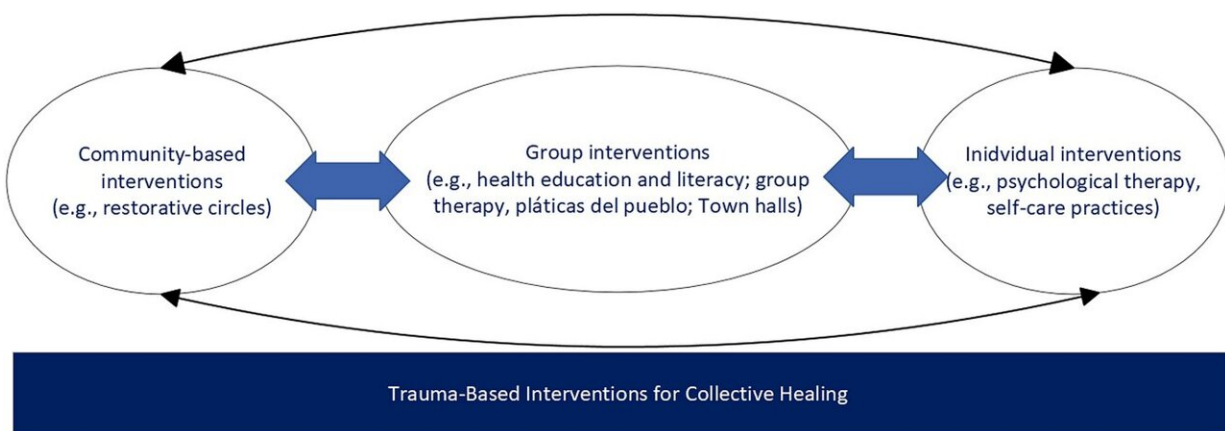 Community-based
interventions
(e.g., restorative circles)
Group interventions
(e.g., health education and literacy; group
therapy, pláticas del pueblo; Town halls)
Inidvidual interventions
(e.g., psychological therapy,
self-care practices)
Trauma-Based Interventions for Collective Healing